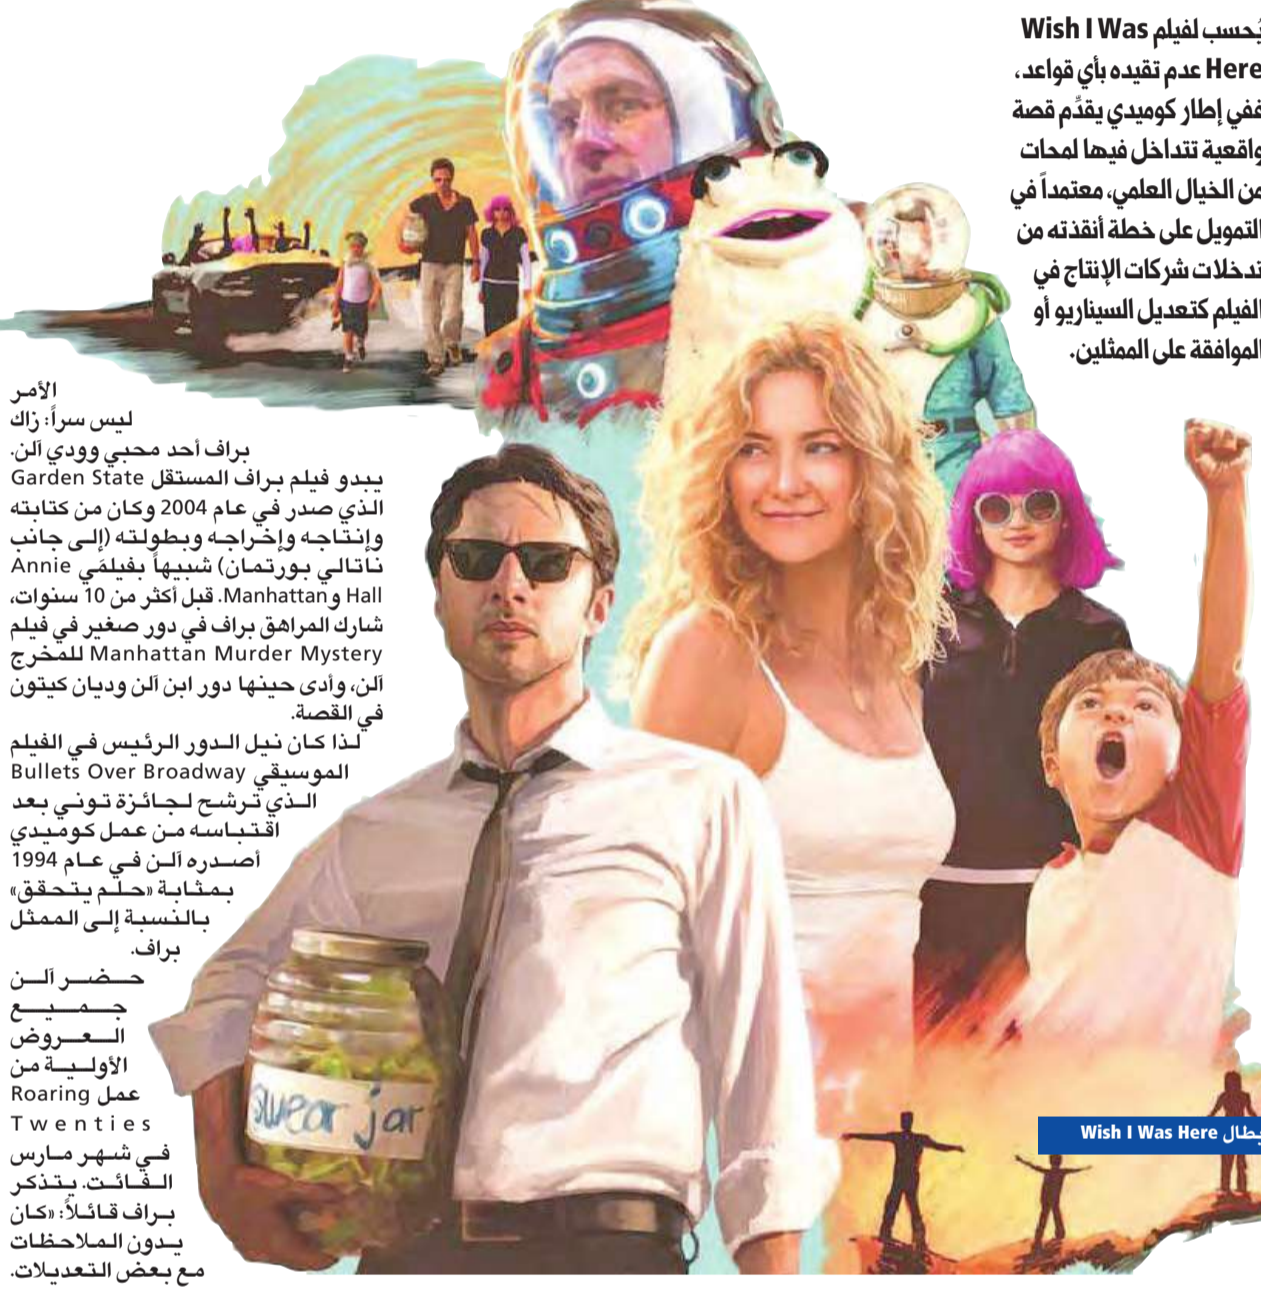 يُحسب لفيلم Wish I Was
Here عدم تقيده بأي قواعد،
ففي إطار كوميدي يقدِّم قصة
واقعية تتداخل فيها لمحات
من الخيال العلمي، معتمداً في
التمويل على خطة أنقذته من
تدخلات شركات الإنتاج في
الفيلم كتعديل السيناريو أو
الموافقة على الممثلين.
الأمر
ليس سراً: زاك
براف أحد محبي وودي آلن.
يبدو فيلم براف المستقل Garden State
الذي صدر في عام 2004 وكان من كتابته
وإنتاجه وإخراجه وبطولته (إلى جانب
ناتالي بورتمان) شبيهاً بفيلمَي Annie
Hall وManhattan. قبل أكثر من 10 سنوات،
شارك المراهق براف في دور صغير في فيلم
Manhattan Murder Mystery للمخرج
آلن، وأدى حينها دور ابن آلن وديان كيتون
في القصة.
لذا كان نيل الدور الرئيس في الفيلم
الموسيقي Bullets Over Broadway
الذي ترشح لجائزة توني بعد
اقتباسه من عمل كوميدي
أصدره آلن في عام 1994
بمثابة «حلم يتحقق»
بالنسبة إلى الممثل
براف.
حضر آلن
جميع
العروض
الأولية من
عمل Roaring
Twenties
في شهر مارس
الفائت. يتذكر
براف قائلاً: «كان
يدون الملاحظات
مع بعض التعديلات.
swear jar
بطال Wish I Was Here